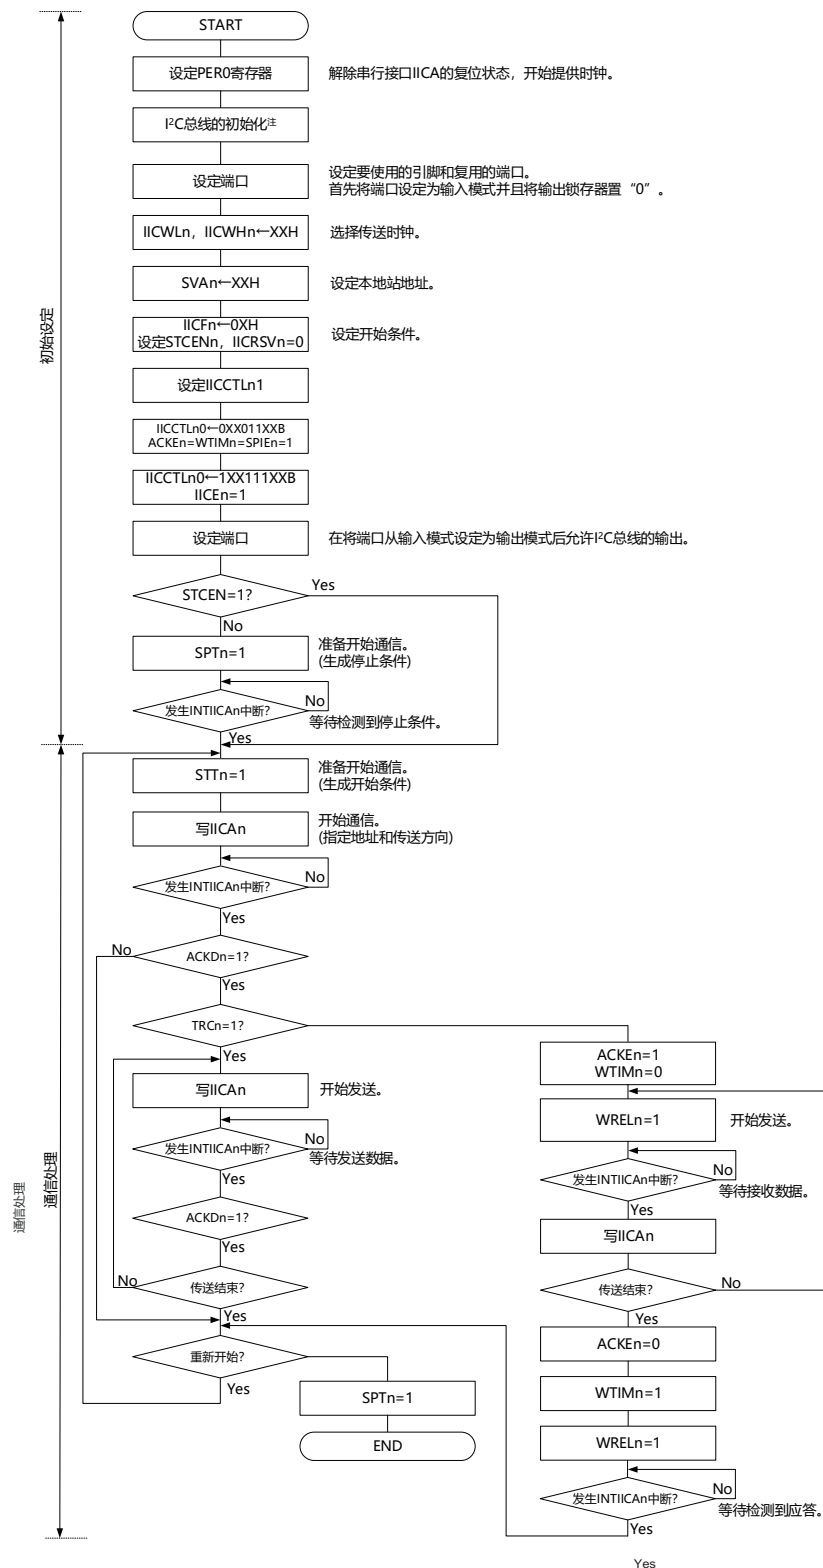 START
设定PER0寄存器
解除串行接口IICA的复位状态，开始提供时钟。
I²C总线的初始化注
设定端口
设定要使用的引脚和复用的端口。
首先将端口设定为输入模式并且将输出锁存器置“0”。
IICWLn，IICWHn←XXH
选择传送时钟。
SVAn←XXH
设定本地站地址。
IICFn←0XH
设定STCENn，IICRSVn=0
设定开始条件。
初始设定
设定IICCTLn1
IICCTLn0←0XX011XXB
ACKEn=WTIMn=SPIEn=1
IICCTLn0←1XX111XXB
IICEn=1
设定端口
在将端口从输入模式设定为输出模式后允许I²C总线的输出。
STCEN=1?
Yes
No
SPTn=1
准备开始通信。
(生成停止条件)
发生INTIICAn中断?
No
等待检测到停止条件。
Yes
STTn=1
准备开始通信。
(生成开始条件)
写IICAn
开始通信。
(指定地址和传送方向)
发生INTIICAn中断?
No
Yes
ACKDn=1?
No
Yes
TRCn=1?
Yes
写IICAn
开始发送。
发生INTIICAn中断?
No
等待发送数据。
Yes
ACKDn=1?
Yes
传送结束?
No
Yes
重新开始?
Yes
SPTn=1
END
ACKEn=1
WTIMn=0
WRELn=1
开始发送。
发生INTIICAn中断?
No
等待接收数据。
Yes
写IICAn
传送结束?
No
Yes
ACKEn=0
WTIMn=1
WRELn=1
发生INTIICAn中断?
No
等待检测到应答。
Yes
通信处理
通信处理
Yes